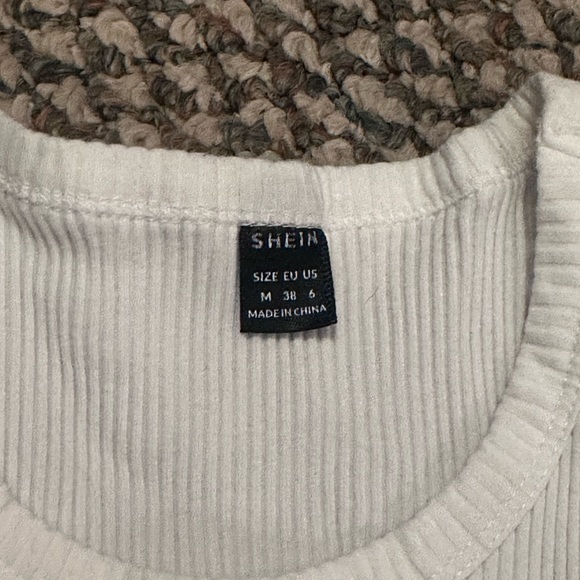 SHEIN
SIZE EU US
M 38 6
MADE IN CHINA